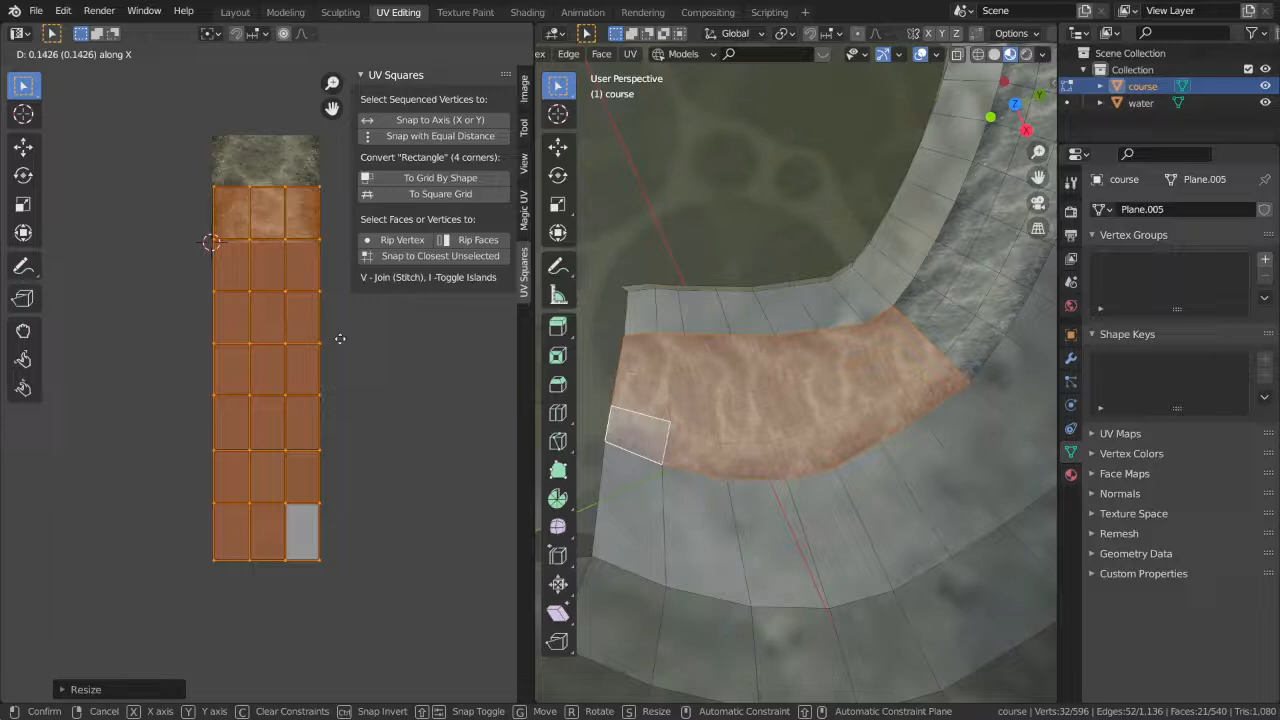 File Edit Render Window Help Layout Modeling Sculpting UV Editing Texture Paint Shading Animation Rendering Compositing Scripting + Scene View Layer
Global Options
D: 0.1426 (0.1426) along X
Edge Face UV Models X Y Z
UV Squares
Select Sequenced Vertices to:
Snap to Axis (X or Y)
Snap with Equal Distance
Convert "Rectangle" (4 corners):
To Grid By Shape
To Square Grid
Select Faces or Vertices to:
Rip Vertex Rip Faces
Snap to Closest Unselected
V - Join (Stitch), I -Toggle Islands
Image
Tool
View
Magic UV
UV Squares
User Perspective
(1) course
Z
Y
X
Scene Collection
Collection
course
water
course Plane.005
Plane.005
Vertex Groups
Shape Keys
UV Maps
Vertex Colors
Face Maps
Normals
Texture Space
Remesh
Geometry Data
Custom Properties
Resize
Confirm Cancel X X axis Y Y axis C Clear Constraints Ctrl Snap Invert Snap Toggle G Move R Rotate S Resize Automatic Constraint Automatic Constraint Plane course | Verts:32/596 Edges:52/1,136 Faces:21/540 Tris:1,080